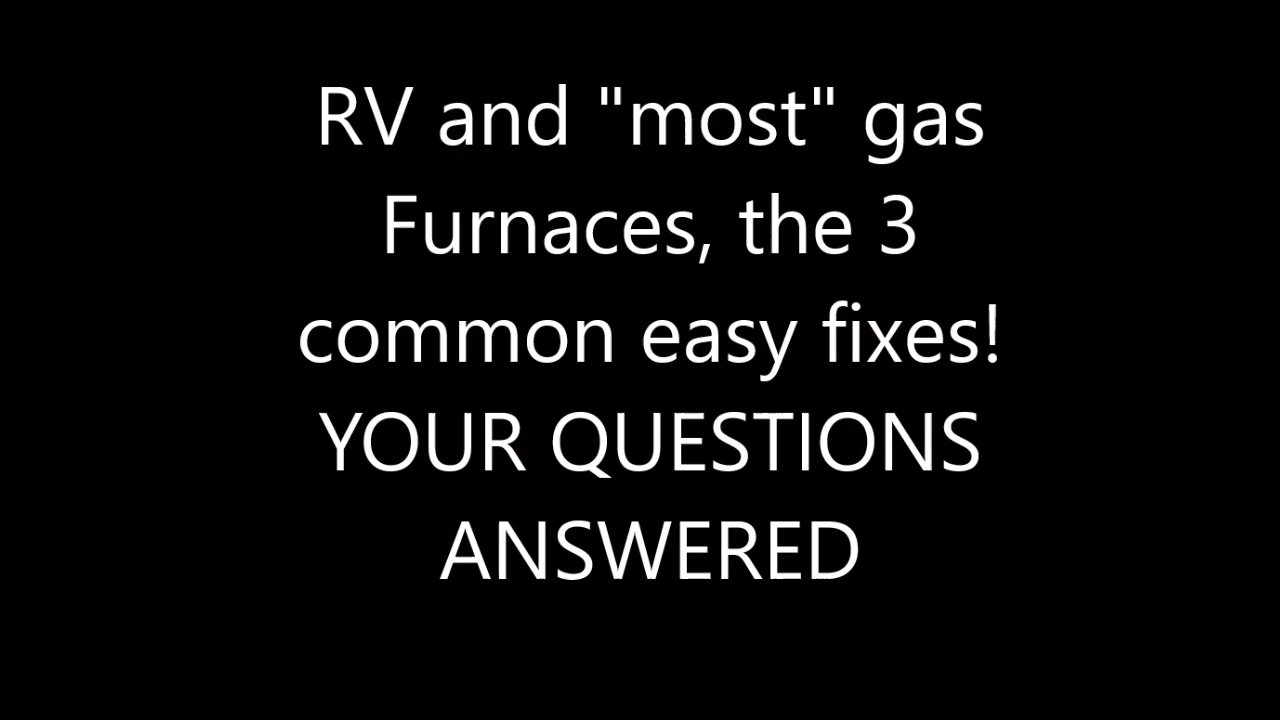 RV and "most" gas
Furnaces, the 3
common easy fixes!
YOUR QUESTIONS
ANSWERED